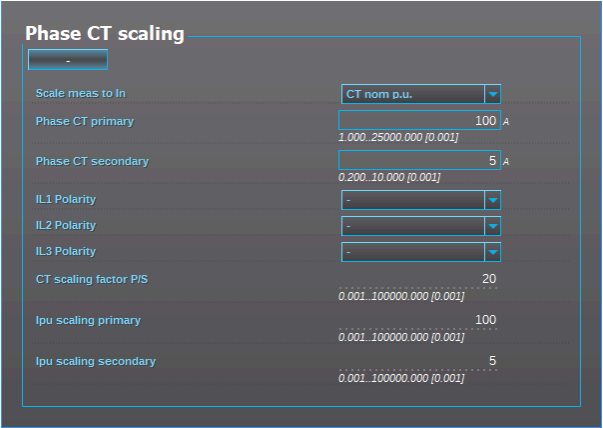 Phase CT scaling
-
Scale meas to In CT nom p.u.
Phase CT primary 100 A
1.000..25000.000 [0.001]
Phase CT secondary 5 A
0.200..10.000 [0.001]
IL1 Polarity -
IL2 Polarity -
IL3 Polarity -
CT scaling factor P/S 20
0.001..100000.000 [0.001]
Ipu scaling primary 100
0.001..100000.000 [0.001]
Ipu scaling secondary 5
0.001..100000.000 [0.001]